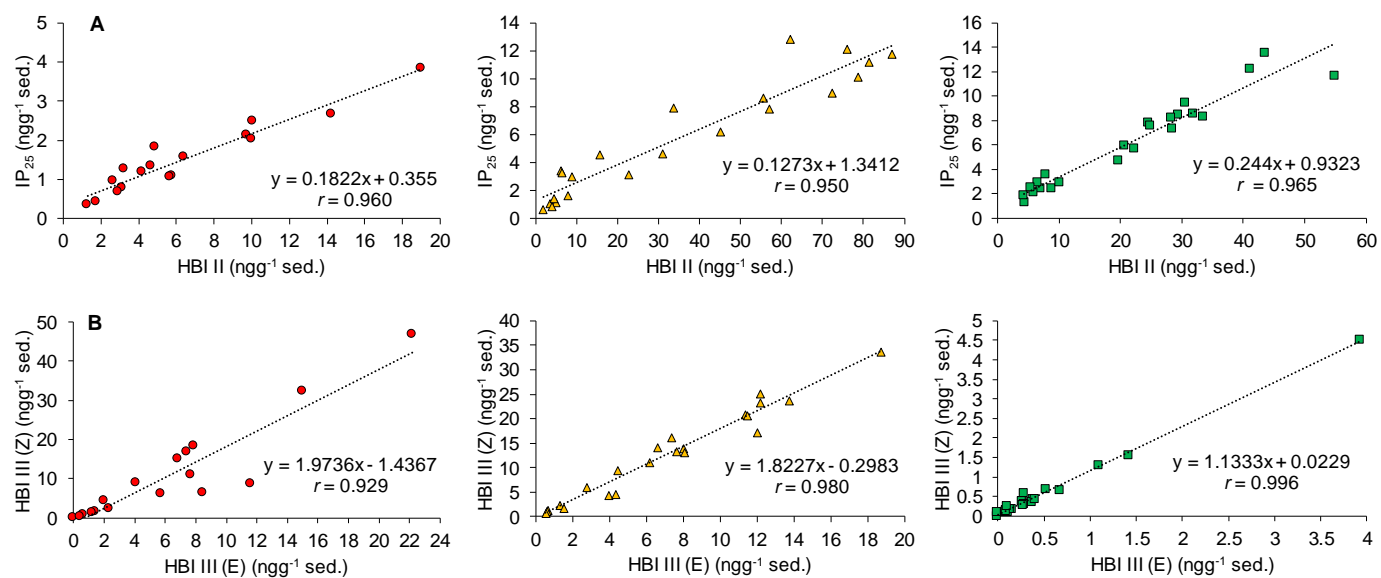 A
5
4
3
2
1
0
IP₂₅ (ngg⁻¹ sed.)
y = 0.1822x + 0.355
r = 0.960
0 2 4 6 8 10 12 14 16 18 20
HBI II (ngg⁻¹ sed.)
14
12
10
8
6
4
2
0
IP₂₅ (ngg⁻¹ sed.)
y = 0.1273x + 1.3412
r = 0.950
0 10 20 30 40 50 60 70 80 90
HBI II (ngg⁻¹ sed.)
16
14
12
10
8
6
4
2
0
IP₂₅ (ngg⁻¹ sed.)
y = 0.244x + 0.9323
r = 0.965
0 10 20 30 40 50 60
HBI II (ngg⁻¹ sed.)
B
50
40
30
20
10
0
HBI III (Z) (ngg⁻¹ sed.)
y = 1.9736x - 1.4367
r = 0.929
0 2 4 6 8 10 12 14 16 18 20 22 24
HBI III (E) (ngg⁻¹ sed.)
40
35
30
25
20
15
10
5
0
HBI III (Z) (ngg⁻¹ sed.)
y = 1.8227x - 0.2983
r = 0.980
0 2 4 6 8 10 12 14 16 18 20
HBI III (E) (ngg⁻¹ sed.)
5
4.5
4
3.5
3
2.5
2
1.5
1
0.5
0
HBI III (Z) (ngg⁻¹ sed.)
y = 1.1333x + 0.0229
r = 0.996
0 0.5 1 1.5 2 2.5 3 3.5 4
HBI III (E) (ngg⁻¹ sed.)